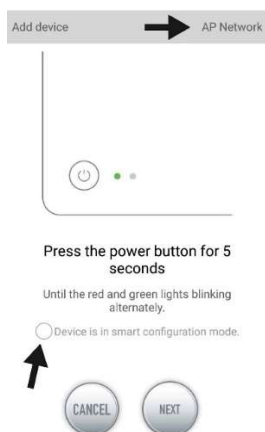 Add device AP Network
Press the power button for 5
seconds
Until the red and green lights blinking
alternately.
Device is in smart configuration mode.
CANCEL NEXT